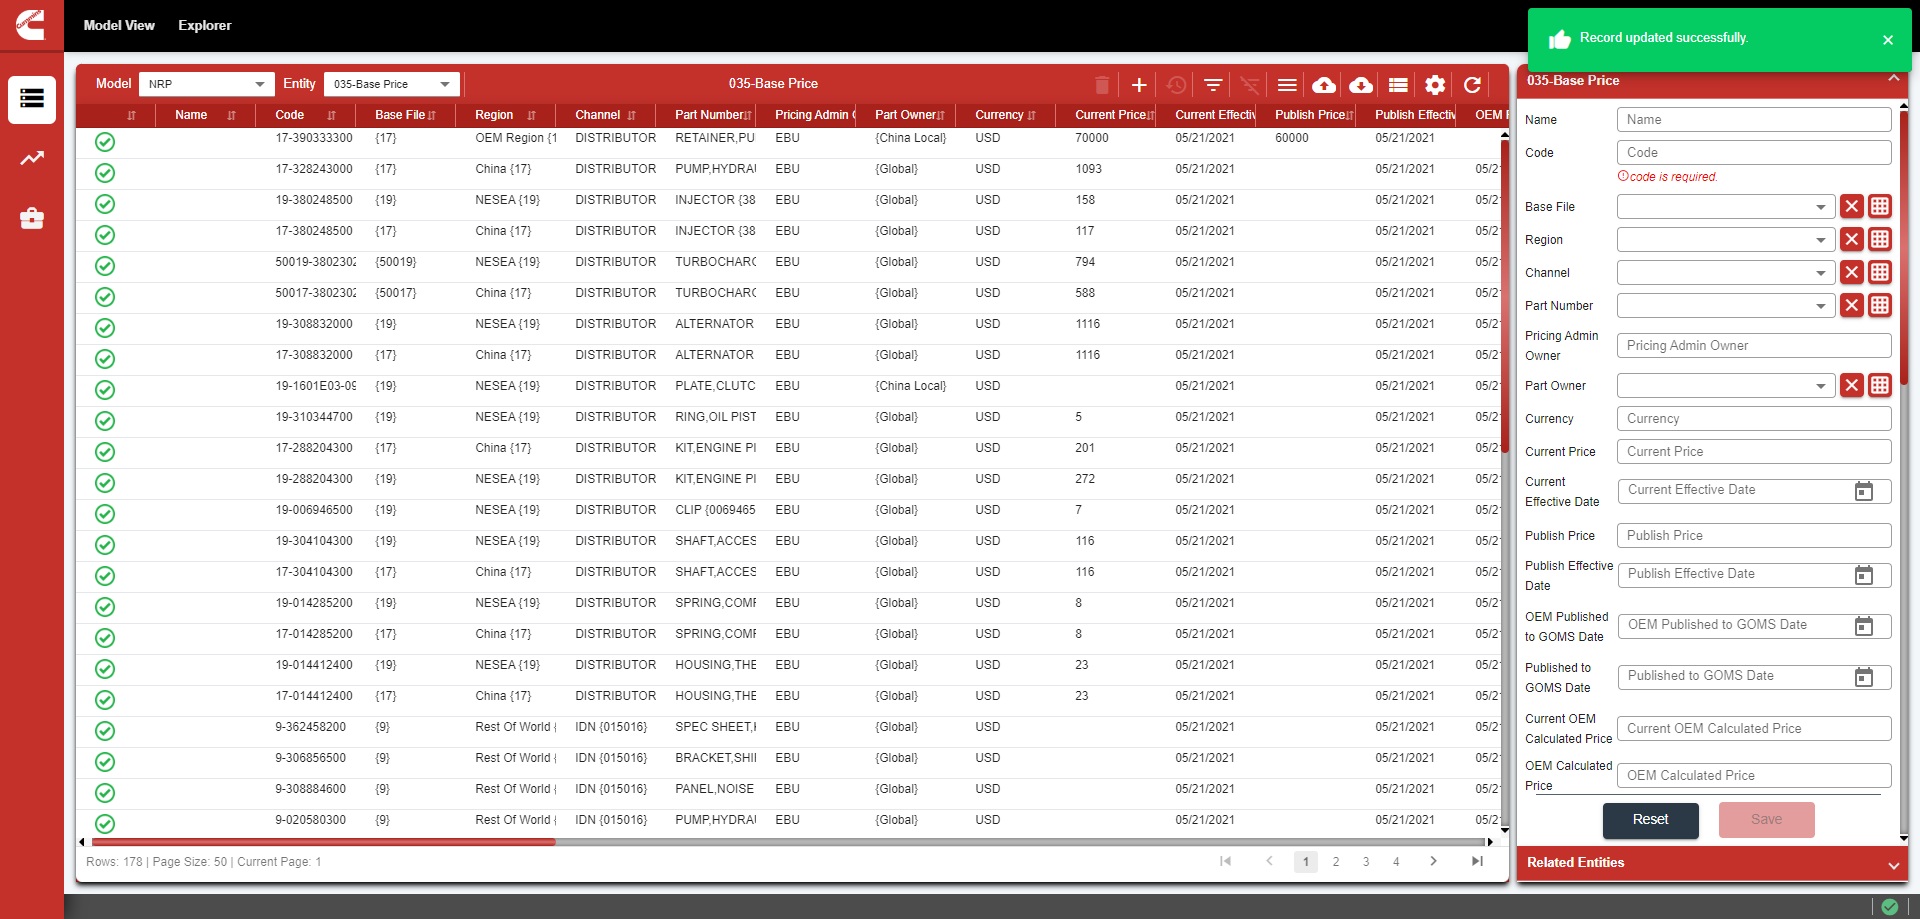 Cummins
Model View Explorer
Record updated successfully.
Model NRP Entity 035-Base Price 035-Base Price
035-Base Price
Name Code Base File Region Channel Part Number Pricing Admin Part Owner Currency Current Price Current Effectiv Publish Price Publish Effectiv OEM
17-390333300 {17} OEM Region {1 DISTRIBUTOR RETAINER,PU EBU {China Local} USD 70000 05/21/2021 60000 05/21/2021
17-328243000 {17} China {17} DISTRIBUTOR PUMP,HYDRAU EBU {Global} USD 1093 05/21/2021 05/21/2021 05/2
19-380248500 {19} NESEA {19} DISTRIBUTOR INJECTOR {38 EBU {Global} USD 158 05/21/2021 05/21/2021 05/2
17-380248500 {17} China {17} DISTRIBUTOR INJECTOR {38 EBU {Global} USD 117 05/21/2021 05/21/2021 05/2
50019-3802302 {50019} NESEA {19} DISTRIBUTOR TURBOCHARG EBU {Global} USD 794 05/21/2021 05/21/2021 05/2
50017-3802302 {50017} China {17} DISTRIBUTOR TURBOCHARG EBU {Global} USD 588 05/21/2021 05/21/2021 05/2
19-308832000 {19} NESEA {19} DISTRIBUTOR ALTERNATOR EBU {Global} USD 1116 05/21/2021 05/21/2021 05/2
17-308832000 {17} China {17} DISTRIBUTOR ALTERNATOR EBU {Global} USD 1116 05/21/2021 05/21/2021 05/2
19-1601E03-09 {19} NESEA {19} DISTRIBUTOR PLATE,CLUTC EBU {China Local} USD 05/21/2021 05/21/2021 05/2
19-310344700 {19} NESEA {19} DISTRIBUTOR RING,OIL PIST EBU {Global} USD 5 05/21/2021 05/21/2021 05/2
17-288204300 {17} China {17} DISTRIBUTOR KIT,ENGINE PI EBU {Global} USD 201 05/21/2021 05/21/2021 05/2
19-288204300 {19} NESEA {19} DISTRIBUTOR KIT,ENGINE PI EBU {Global} USD 272 05/21/2021 05/21/2021 05/2
19-006946500 {19} NESEA {19} DISTRIBUTOR CLIP {0069465 EBU {Global} USD 7 05/21/2021 05/21/2021 05/2
19-304104300 {19} NESEA {19} DISTRIBUTOR SHAFT,ACCES EBU {Global} USD 116 05/21/2021 05/21/2021 05/2
17-304104300 {17} China {17} DISTRIBUTOR SHAFT,ACCES EBU {Global} USD 116 05/21/2021 05/21/2021 05/2
19-014285200 {19} NESEA {19} DISTRIBUTOR SPRING,COMP EBU {Global} USD 8 05/21/2021 05/21/2021 05/2
17-014285200 {17} China {17} DISTRIBUTOR SPRING,COMP EBU {Global} USD 8 05/21/2021 05/21/2021 05/2
19-014412400 {19} NESEA {19} DISTRIBUTOR HOUSING,THE EBU {Global} USD 23 05/21/2021 05/21/2021 05/2
17-014412400 {17} China {17} DISTRIBUTOR HOUSING,THE EBU {Global} USD 23 05/21/2021 05/21/2021 05/2
9-362458200 {9} Rest Of World { IDN {015016} SPEC SHEET,H EBU {Global} USD 05/21/2021 05/21/2021 05/2
9-306856500 {9} Rest Of World { IDN {015016} BRACKET,SHI EBU {Global} USD 05/21/2021 05/21/2021 05/2
9-308884600 {9} Rest Of World { IDN {015016} PANEL,NOISE EBU {Global} USD 05/21/2021 05/21/2021 05/2
9-020580300 {9} Rest Of World { IDN {015016} PUMP,HYDRAU EBU {Global} USD 05/21/2021 05/21/2021 05/2
Rows: 178 | Page Size: 50 | Current Page: 1
1 2 3 4
Name Name
Code Code
code is required.
Base File
Region
Channel
Part Number
Pricing Admin
Owner Pricing Admin Owner
Part Owner
Currency Currency
Current Price Current Price
Current
Effective Date Current Effective Date
Publish Price Publish Price
Publish Effective
Date Publish Effective Date
OEM Published
to GOMS Date OEM Published to GOMS Date
Published to
GOMS Date Published to GOMS Date
Current OEM
Calculated Price Current OEM Calculated Price
OEM Calculated
Price OEM Calculated Price
Reset Save
Related Entities